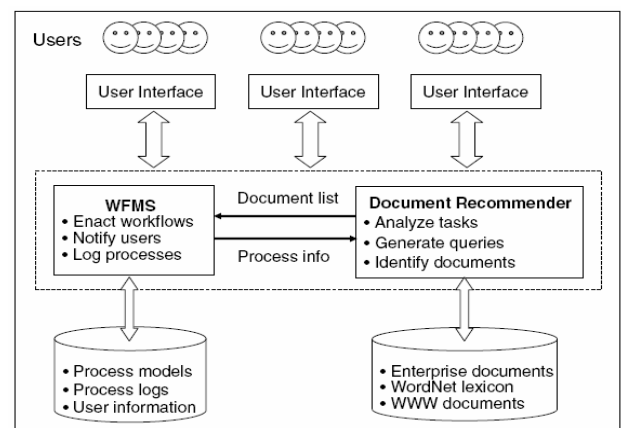 Users
User Interface
User Interface
User Interface
WFMS
• Enact workflows
• Notify users
• Log processes
Document list
Process info
Document Recommender
• Analyze tasks
• Generate queries
• Identify documents
• Process models
• Process logs
• User information
• Enterprise documents
• WordNet lexicon
• WWW documents